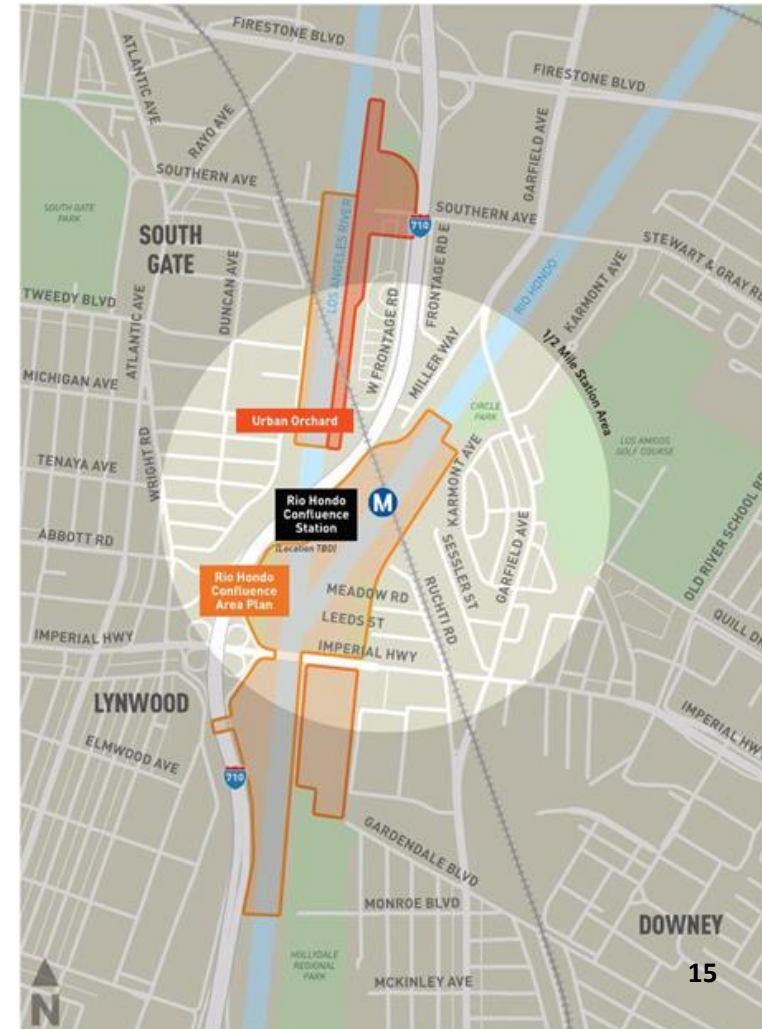 FIRESTONE BLVD
FIRESTONE BLVD
ATLANTIC AVE
RAYO AVE
GARFIELD AVE
SOUTHERN AVE
SOUTH GATE
PARK
LOS ANGELES RIVER
SOUTHERN AVE
710
SOUTH
GATE
STEWART & GRAY RD
DUNCAN AVE
FRONTAGE RD E
RIO HONDO
KARMONT AVE
TWEEDY BLVD
ATLANTIC AVE
W FRONTAGE RD
MILLER WAY
1/2 Mile Station Area
MICHIGAN AVE
CIRCLE
PARK
Urban Orchard
LOS AMIGOS
GOLF COURSE
WRIGHT RD
TENAYA AVE
KARMONT AVE
OLD RIVER SCHOOL RD
Rio Hondo
Confluence
Station
(Location TBD)
M
ABBOTT RD
SESSLER ST
GARFIELD AVE
Rio Hondo
Confluence
Area Plan
MEADOW RD
RUCHTI RD
LEEDS ST
QUILL DR
IMPERIAL HWY
IMPERIAL HWY
LYNWOOD
IMPERIAL HWY
ELMWOOD AVE
710
GARDENDALE BLVD
MONROE BLVD
DOWNEY
HOLLYDALE
REGIONAL
PARK
15
MCKINLEY AVE
N